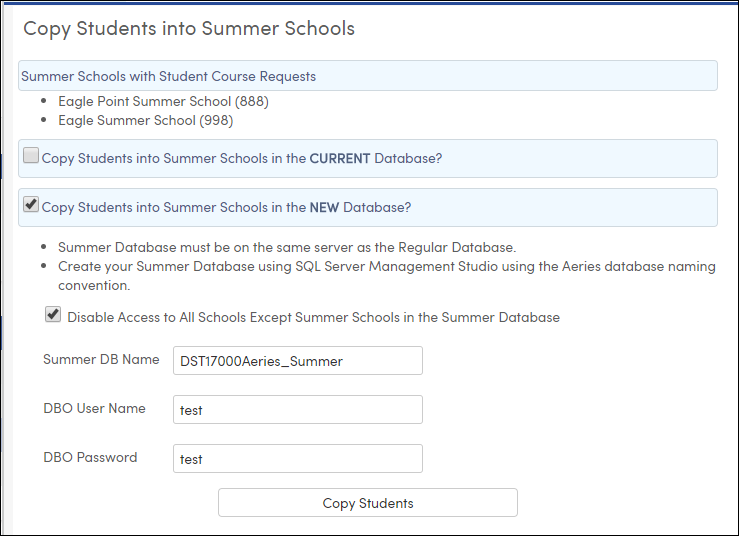 Copy Students into Summer Schools
Summer Schools with Student Course Requests
Eagle Point Summer School (888)
Eagle Summer School (998)
Copy Students into Summer Schools in the CURRENT Database?
Copy Students into Summer Schools in the NEW Database?
Summer Database must be on the same server as the Regular Database.
Create your Summer Database using SQL Server Management Studio using the Aeries database naming
convention.
Disable Access to All Schools Except Summer Schools in the Summer Database
Summer DB Name DST17000Aeries_Summer
DBO User Name test
DBO Password test
Copy Students